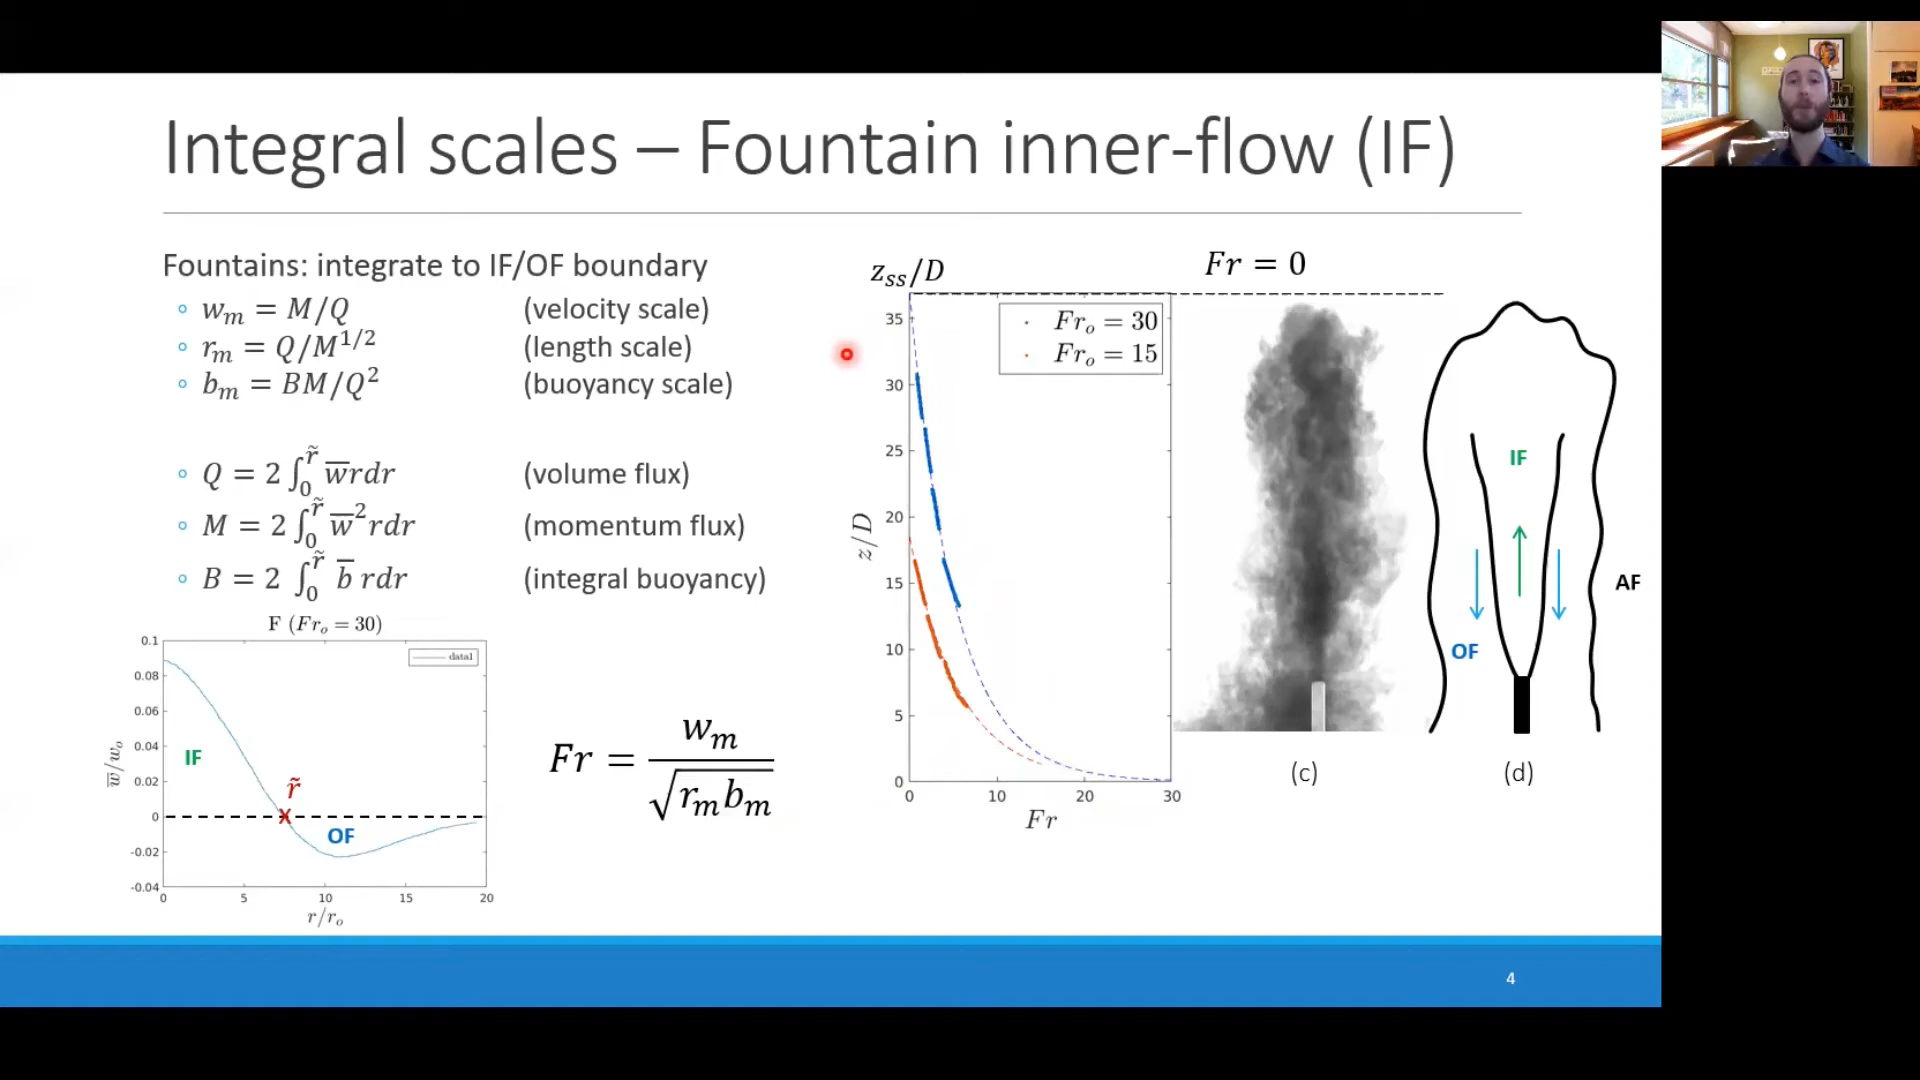 Integral scales – Fountain inner-flow (IF)
Fountains: integrate to IF/OF boundary
w_m = M/Q (velocity scale)
r_m = Q/M^{1/2} (length scale)
b_m = BM/Q^2 (buoyancy scale)
Q = 2 ∫_0^{r̃} w̅rdr (volume flux)
M = 2 ∫_0^{r̃} w̅^2 rdr (momentum flux)
B = 2 ∫_0^{r̃} b̅ rdr (integral buoyancy)
F (Fr_o = 30)
data1
0.1
0.08
0.06
0.04
0.02
0
-0.02
-0.04
w̅/w_o
IF
r̃
X
OF
0 5 10 15 20
r/r_o
Fr = w_m / √(r_m b_m)
z_ss/D
Fr = 0
Fr_o = 30
Fr_o = 15
35
30
25
20
15
10
5
0
z/D
0 10 20 30
Fr
(c)
IF
OF
AF
(d)
4